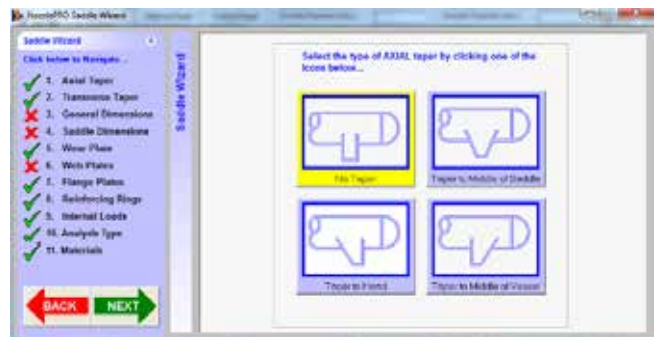 NozzlePRO Saddle Wizard
Saddle Wizard
Click below to Navigate...
1. Axial Taper
2. Transverse Taper
3. General Dimensions
4. Saddle Dimensions
5. Wear Plate
6. Web Plates
7. Flange Plates
8. Reinforcing Rings
9. Internal Loads
10. Analysis Type
11. Materials
BACK
NEXT
Saddle Wizard
Select the type of AXIAL taper by clicking one of the
Icons below...
No Taper
Taper to Middle of Saddle
Taper to Head
Taper to Middle of Vessel